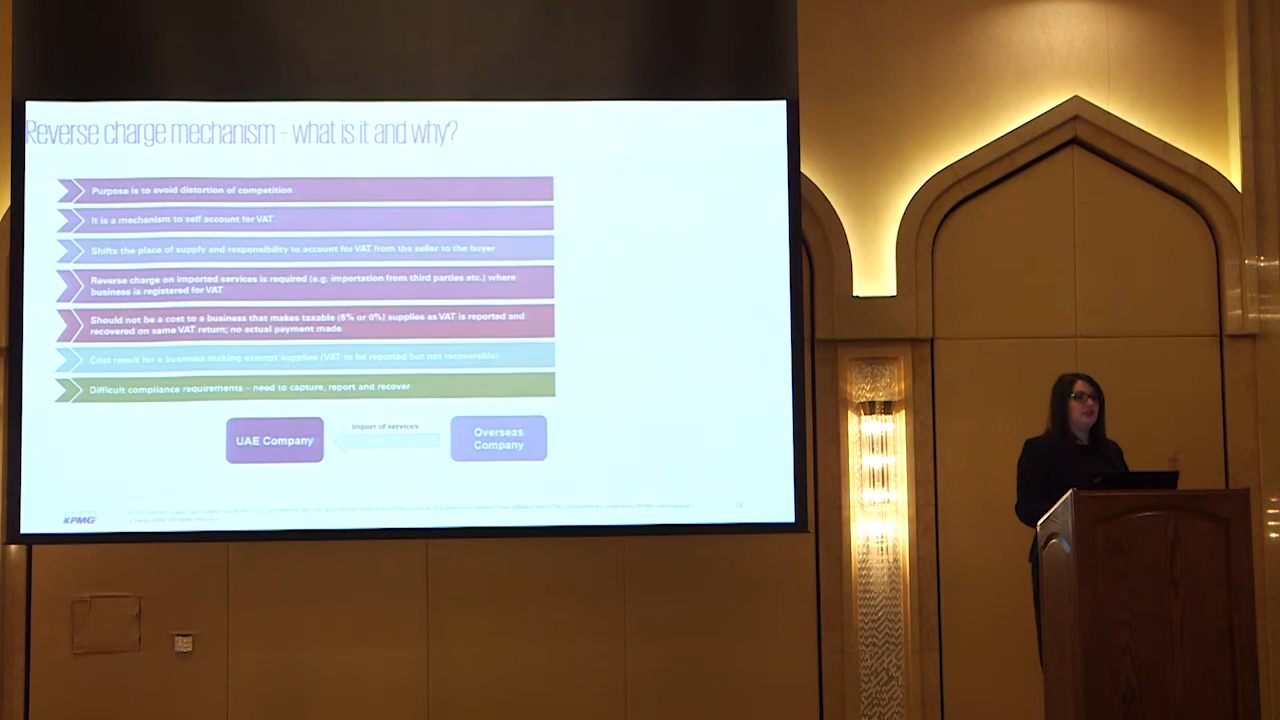 Reverse charge mechanism – what is it and why?
Purpose is to avoid distortion of competition
It is a mechanism to self account for VAT
Shifts the place of supply and responsibility to account for VAT from the seller to the buyer
Reverse charge on imported services is required (e.g. importation from third parties etc.) where
business is registered for VAT
Should not be a cost to a business that makes taxable (5% or 0%) supplies as VAT is reported and
recovered on same VAT return; no actual payment made
Cost result for a business making exempt supplies (VAT to be reported but not recoverable)
Difficult compliance requirements – need to capture, report and recover
UAE Company
Import of services
Overseas
Company
KPMG